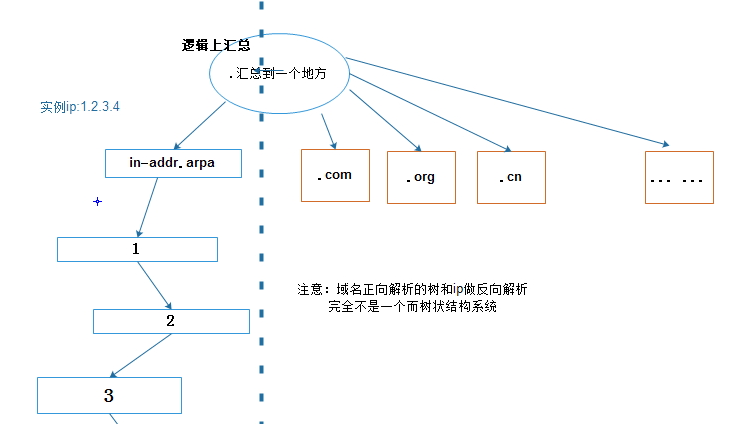 逻辑上汇总
.汇总到一个地方
实例ip:1.2.3.4
in-addr.arpa
.com
.org
.cn
... ...
1
注意：域名正向解析的树和ip做反向解析
完全不是一个而树状结构系统
2
3